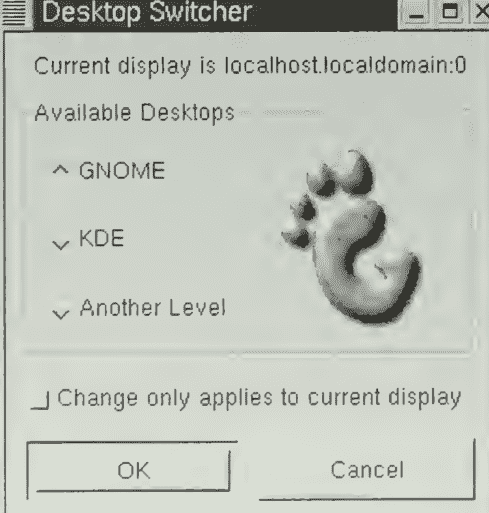 Desktop Switcher
Current display is localhost.localdomain:0
Available Desktops
GNOME
KDE
Another Level
Change only applies to current display
OK
Cancel